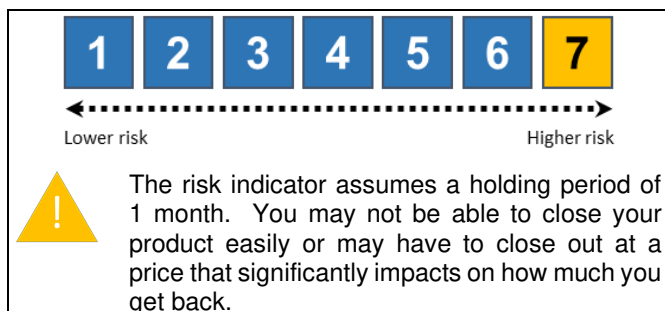 1 2 3 4 5 6 7
Lower risk Higher risk
!
The risk indicator assumes a holding period of
1 month. You may not be able to close your
product easily or may have to close out at a
price that significantly impacts on how much you
get back.